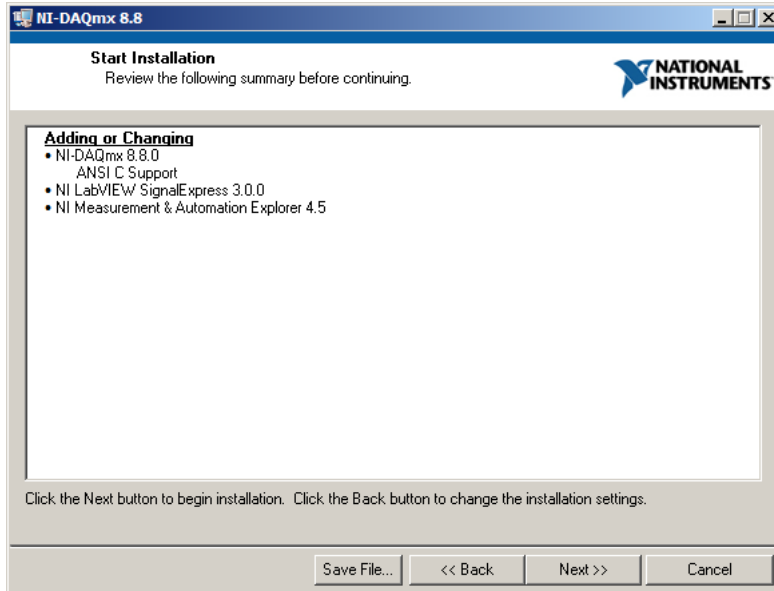 NI-DAQmx 8.8
Start Installation
Review the following summary before continuing.
NATIONAL
INSTRUMENTS
Adding or Changing
• NI-DAQmx 8.8.0
ANSI C Support
• NI LabVIEW SignalExpress 3.0.0
• NI Measurement & Automation Explorer 4.5
Click the Next button to begin installation.  Click the Back button to change the installation settings.
Save File... << Back Next >> Cancel